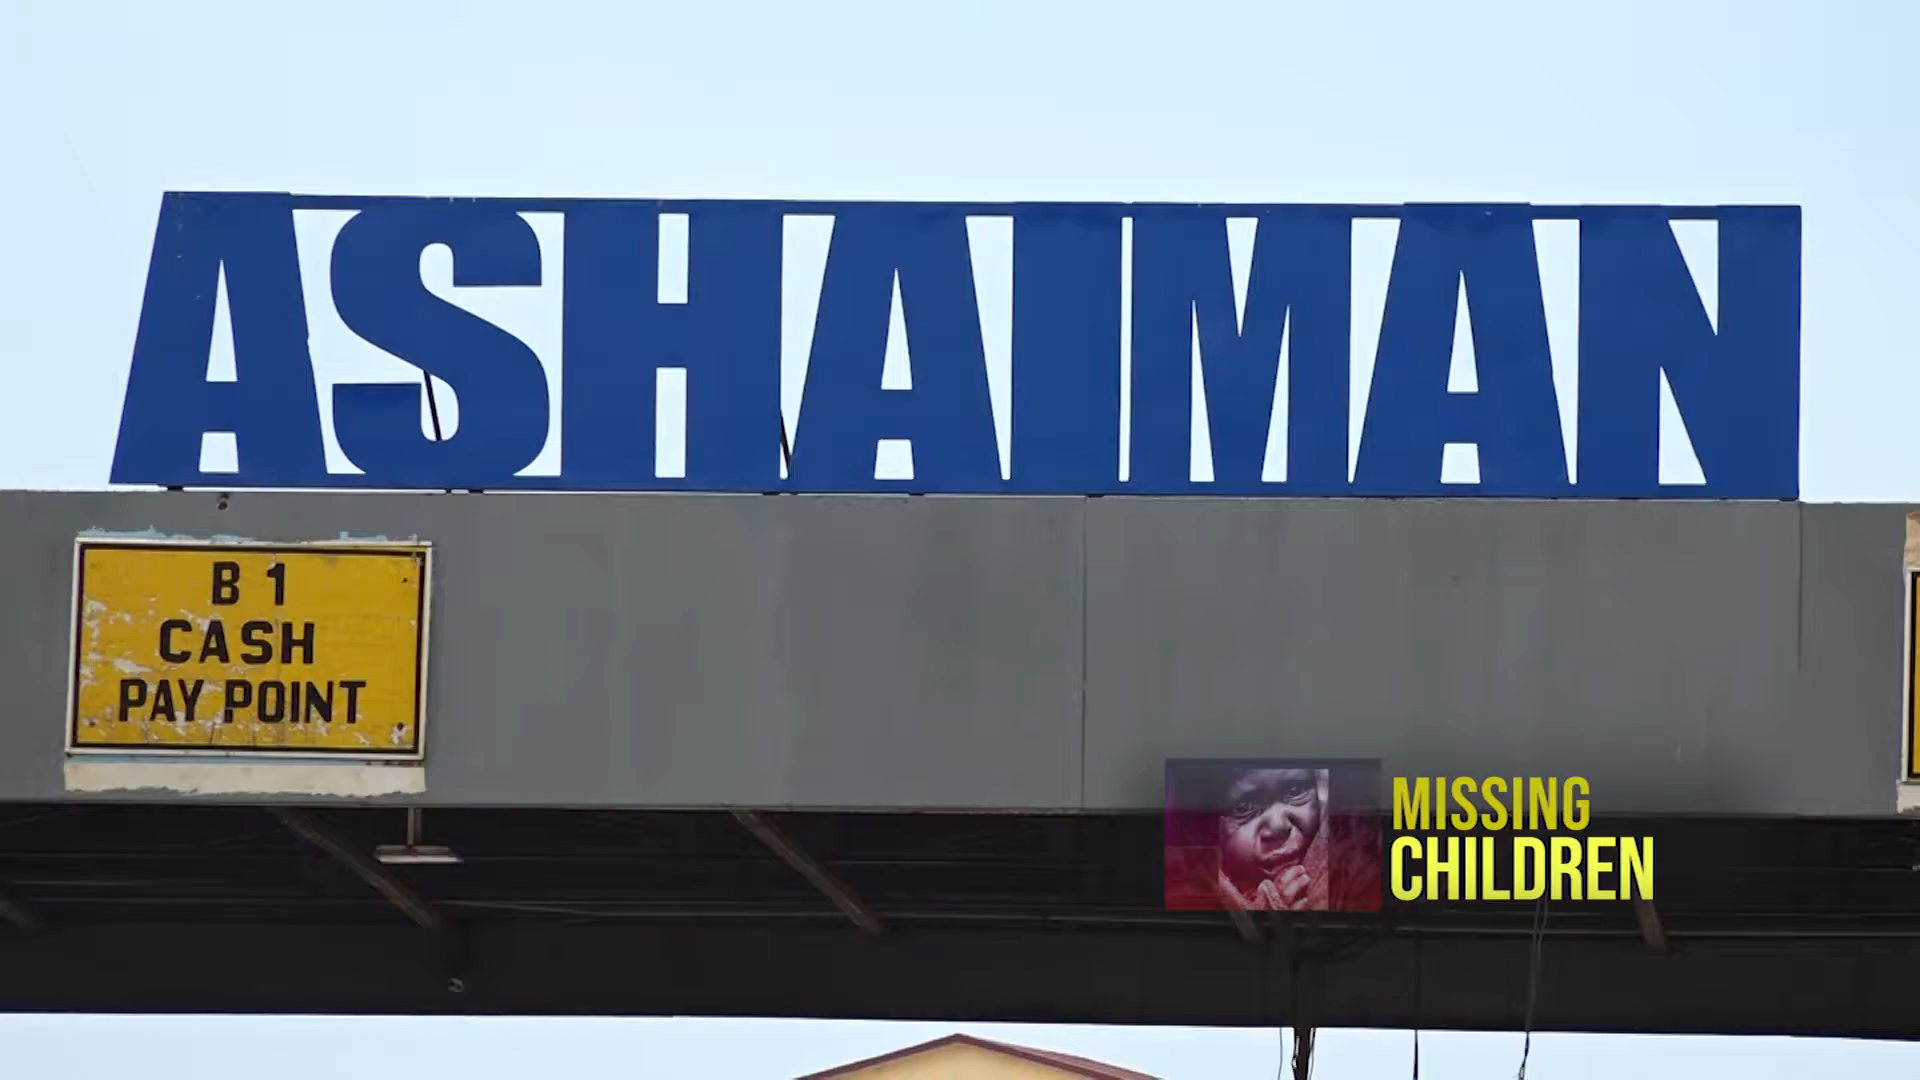 ASHAIMAN
B 1
CASH
PAY POINT
MISSING
CHILDREN